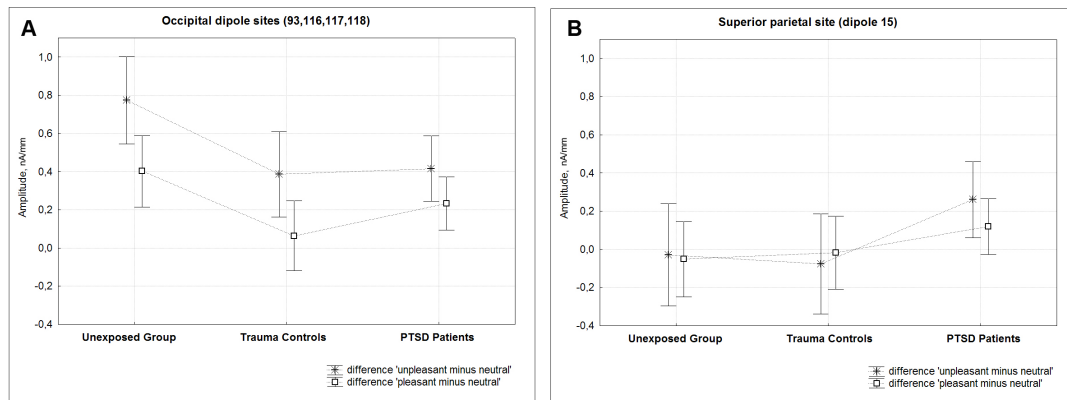 A
Occipital dipole sites (93,116,117,118)
1,0
0,8
0,6
0,4
0,2
0,0
-0,2
-0,4
Amplitude, nA/mm
Unexposed Group Trauma Controls PTSD Patients
difference 'unpleasant minus neutral'
difference 'pleasant minus neutral'
B
Superior parietal site (dipole 15)
1,0
0,8
0,6
0,4
0,2
0,0
-0,2
-0,4
Amplitude, nA/mm
Unexposed Group Trauma Controls PTSD Patients
difference 'unpleasant minus neutral'
difference 'pleasant minus neutral'